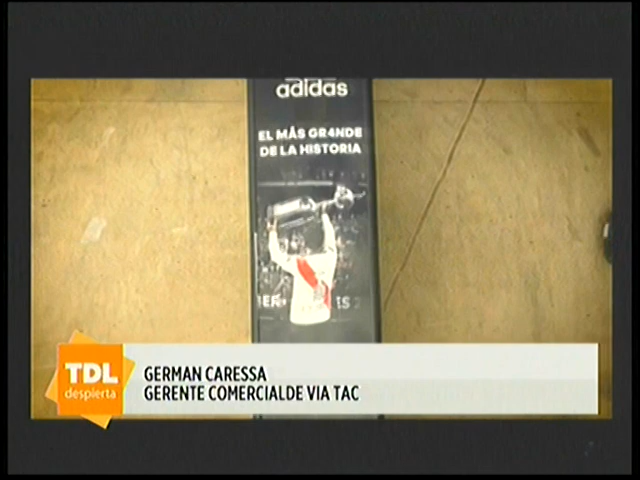 adidas
EL MÁS GR4NDE
DE LA HISTORIA
TDL
despierta
GERMAN CARESSA
GERENTE COMERCIALDE VIA TAC